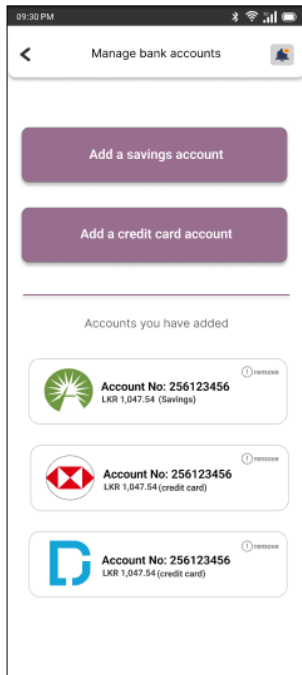 09:30 PM
Manage bank accounts
Add a savings account
Add a credit card account
Accounts you have added
remove
Account No: 256123456
LKR 1,047.54 (Savings)
remove
Account No: 256123456
LKR 1,047.54 (credit card)
remove
Account No: 256123456
LKR 1,047.54 (credit card)